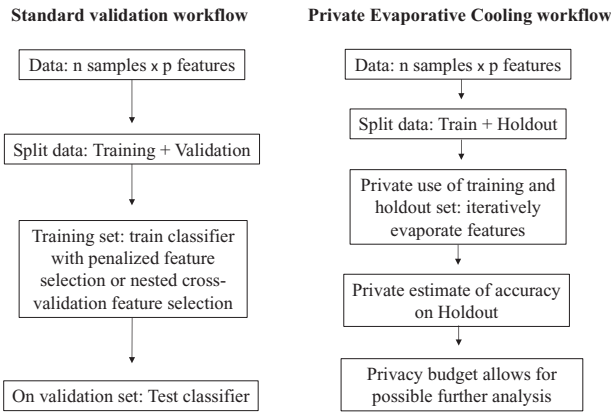 Standard validation workflow
Data: n samples x p features
Split data: Training + Validation
Training set: train classifier
with penalized feature
selection or nested cross-
validation feature selection
On validation set: Test classifier
Private Evaporative Cooling workflow
Data: n samples x p features
Split data: Train + Holdout
Private use of training and
holdout set: iteratively
evaporate features
Private estimate of accuracy
on Holdout
Privacy budget allows for
possible further analysis